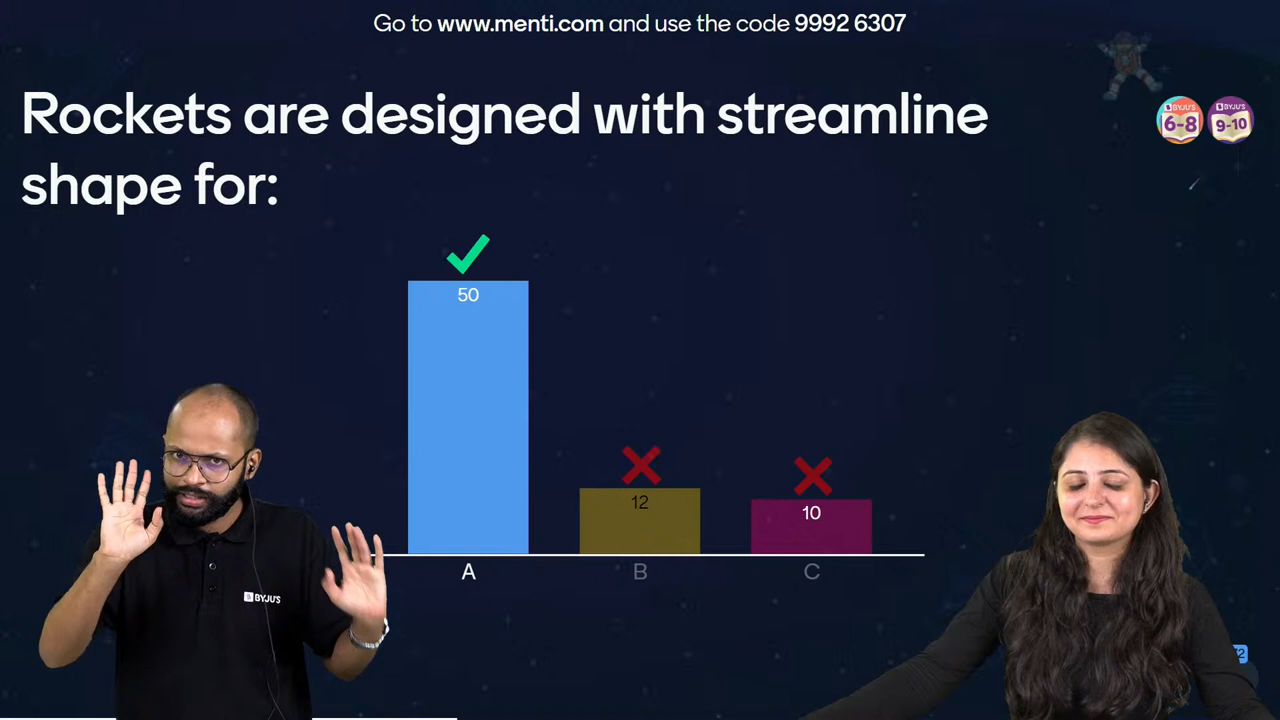 Go to www.menti.com and use the code 9992 6307
Rockets are designed with streamline
shape for:
BYJU'S
6-8
BYJU'S
9-10
50
12
10
A
B
C
BYJU'S